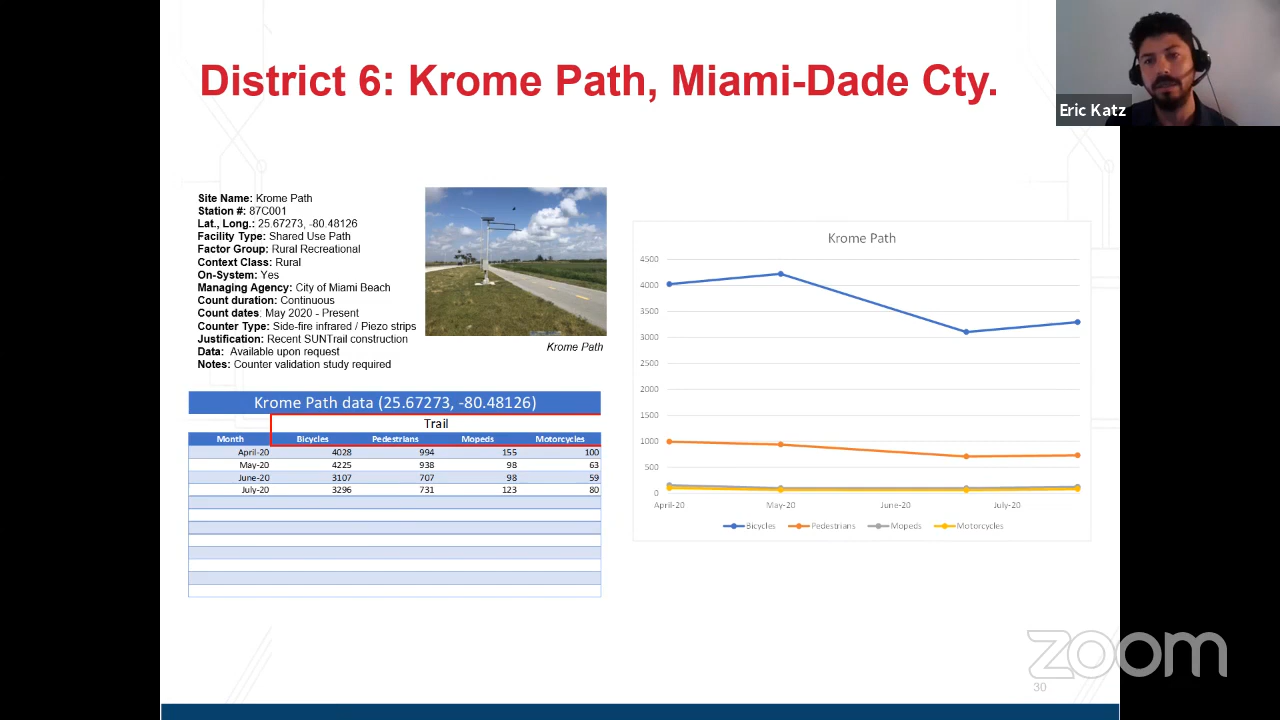 District 6: Krome Path, Miami-Dade Cty.
Eric Katz
Site Name: Krome Path
Station #: 87C001
Lat., Long.: 25.67273, -80.48126
Facility Type: Shared Use Path
Factor Group: Rural Recreational
Context Class: Rural
On-System: Yes
Managing Agency: City of Miami Beach
Count duration: Continuous
Count dates: May 2020 - Present
Counter Type: Side-fire infrared / Piezo strips
Justification: Recent SUNTrail construction
Data: Available upon request
Notes: Counter validation study required
Krome Path
Krome Path data (25.67273, -80.48126)
Trail
Month Bicycles Pedestrians Mopeds Motorcycles
April-20 4028 994 155 100
May-20 4225 938 98 63
June-20 3107 707 98 59
July-20 3296 731 123 80
Krome Path
4500
4000
3500
3000
2500
2000
1500
1000
500
0
April-20 May-20 June-20 July-20
Bicycles Pedestrians Mopeds Motorcycles
zoom
30